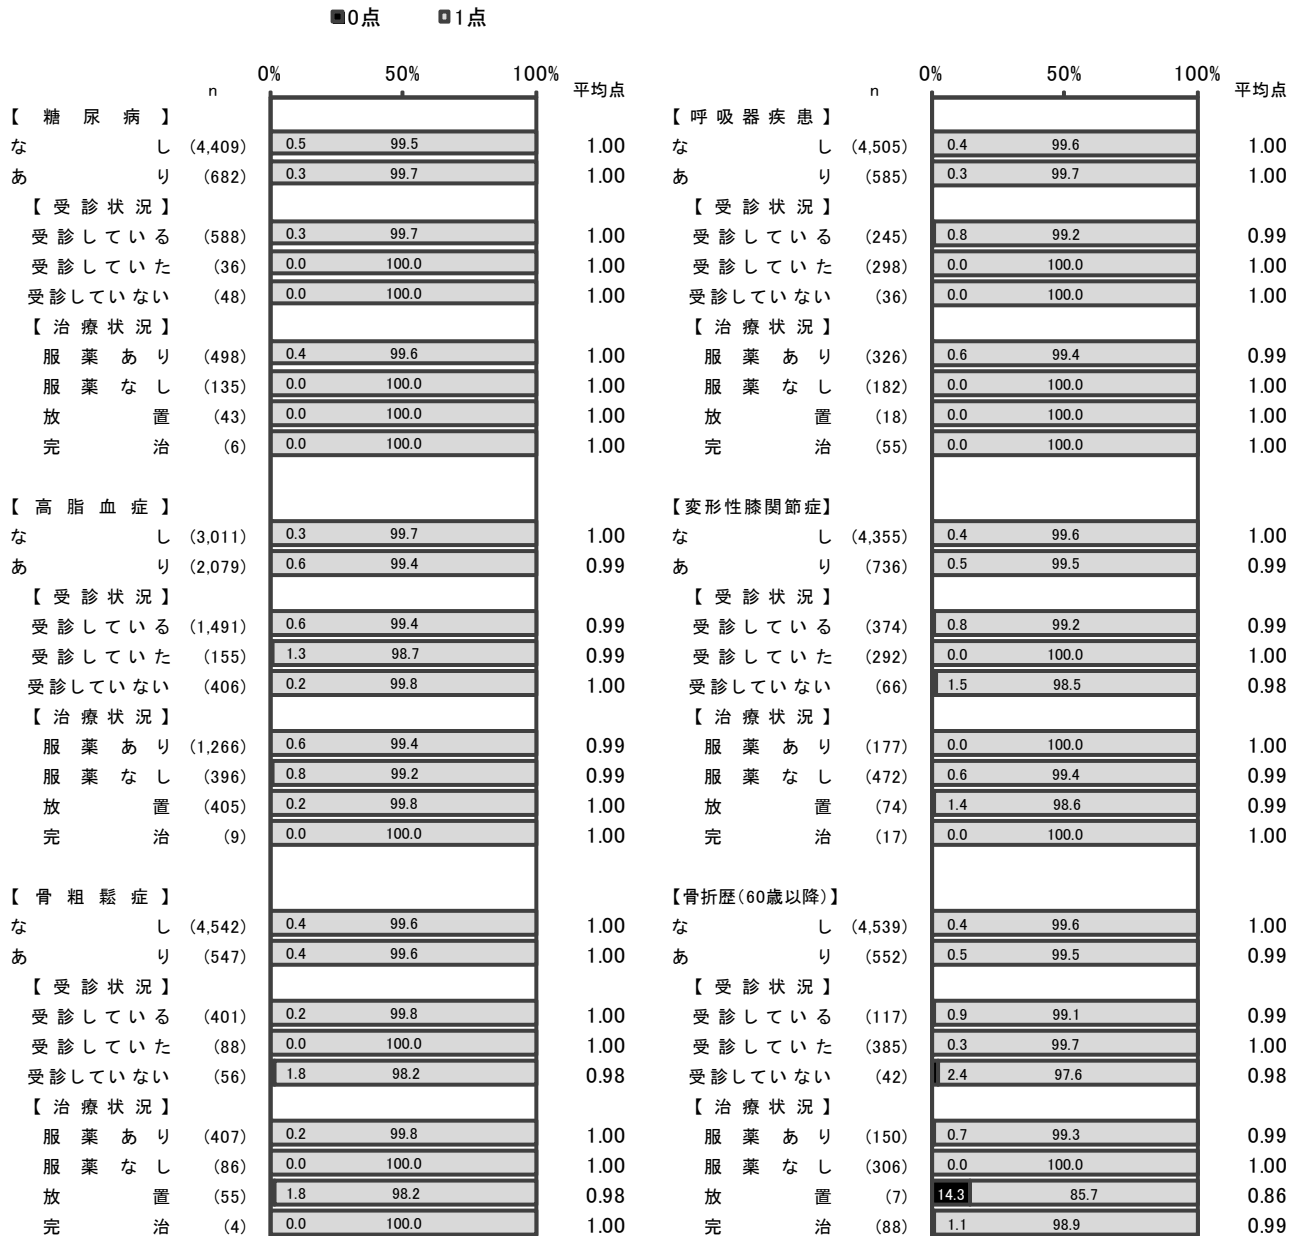 ■0点 □1点
0% 50% 100%
n 平均点
【 糖 尿 病 】
な し (4,409) 0.5 99.5 1.00
あ り (682) 0.3 99.7 1.00
【 受 診 状 況 】
受 診 し て い る (588) 0.3 99.7 1.00
受 診 し て い た (36) 0.0 100.0 1.00
受診していない (48) 0.0 100.0 1.00
【 治 療 状 況 】
服 薬 あ り (498) 0.4 99.6 1.00
服 薬 な し (135) 0.0 100.0 1.00
放 置 (43) 0.0 100.0 1.00
完 治 (6) 0.0 100.0 1.00
【 高 脂 血 症 】
な し (3,011) 0.3 99.7 1.00
あ り (2,079) 0.6 99.4 0.99
【 受 診 状 況 】
受 診 し て い る (1,491) 0.6 99.4 0.99
受 診 し て い た (155) 1.3 98.7 0.99
受診していない (406) 0.2 99.8 1.00
【 治 療 状 況 】
服 薬 あ り (1,266) 0.6 99.4 0.99
服 薬 な し (396) 0.8 99.2 0.99
放 置 (405) 0.2 99.8 1.00
完 治 (9) 0.0 100.0 1.00
【 骨 粗 鬆 症 】
な し (4,542) 0.4 99.6 1.00
あ り (547) 0.4 99.6 1.00
【 受 診 状 況 】
受 診 し て い る (401) 0.2 99.8 1.00
受 診 し て い た (88) 0.0 100.0 1.00
受診していない (56) 1.8 98.2 0.98
【 治 療 状 況 】
服 薬 あ り (407) 0.2 99.8 1.00
服 薬 な し (86) 0.0 100.0 1.00
放 置 (55) 1.8 98.2 0.98
完 治 (4) 0.0 100.0 1.00
0% 50% 100%
n 平均点
【 呼 吸 器 疾 患 】
な し (4,505) 0.4 99.6 1.00
あ り (585) 0.3 99.7 1.00
【 受 診 状 況 】
受 診 し て い る (245) 0.8 99.2 0.99
受 診 し て い た (298) 0.0 100.0 1.00
受診していない (36) 0.0 100.0 1.00
【 治 療 状 況 】
服 薬 あ り (326) 0.6 99.4 0.99
服 薬 な し (182) 0.0 100.0 1.00
放 置 (18) 0.0 100.0 1.00
完 治 (55) 0.0 100.0 1.00
【変形性膝関節症】
な し (4,355) 0.4 99.6 1.00
あ り (736) 0.5 99.5 0.99
【 受 診 状 況 】
受 診 し て い る (374) 0.8 99.2 0.99
受 診 し て い た (292) 0.0 100.0 1.00
受診していない (66) 1.5 98.5 0.98
【 治 療 状 況 】
服 薬 あ り (177) 0.0 100.0 1.00
服 薬 な し (472) 0.6 99.4 0.99
放 置 (74) 1.4 98.6 0.99
完 治 (17) 0.0 100.0 1.00
【骨折歴(60歳以降)】
な し (4,539) 0.4 99.6 1.00
あ り (552) 0.5 99.5 0.99
【 受 診 状 況 】
受 診 し て い る (117) 0.9 99.1 0.99
受 診 し て い た (385) 0.3 99.7 1.00
受診していない (42) 2.4 97.6 0.98
【 治 療 状 況 】
服 薬 あ り (150) 0.7 99.3 0.99
服 薬 な し (306) 0.0 100.0 1.00
放 置 (7) 14.3 85.7 0.86
完 治 (88) 1.1 98.9 0.99